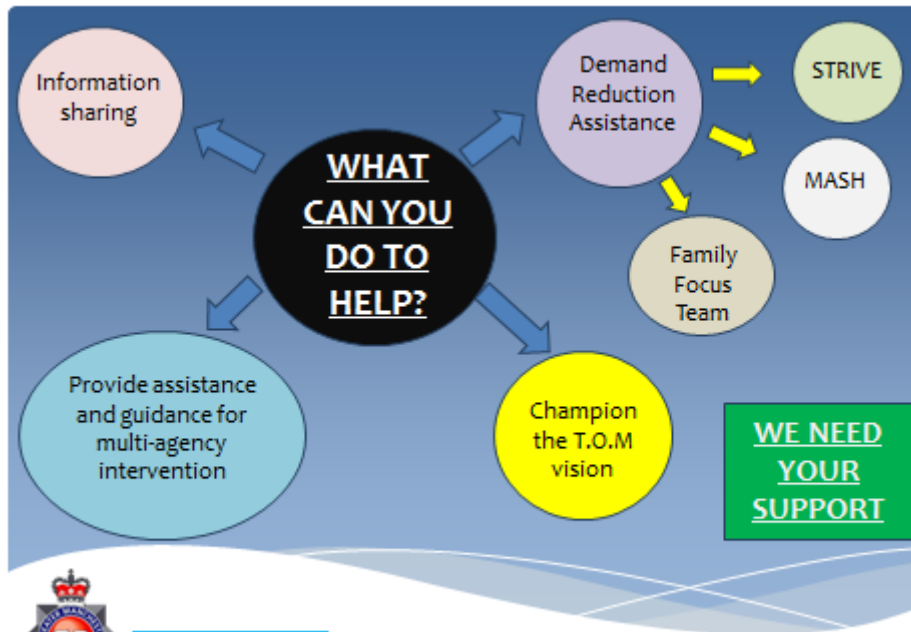 Information
sharing
WHAT
CAN YOU
DO TO
HELP?
Demand
Reduction
Assistance
STRIVE
MASH
Family
Focus
Team
Provide assistance
and guidance for
multi-agency
intervention
Champion
the T.O.M
vision
WE NEED
YOUR
SUPPORT